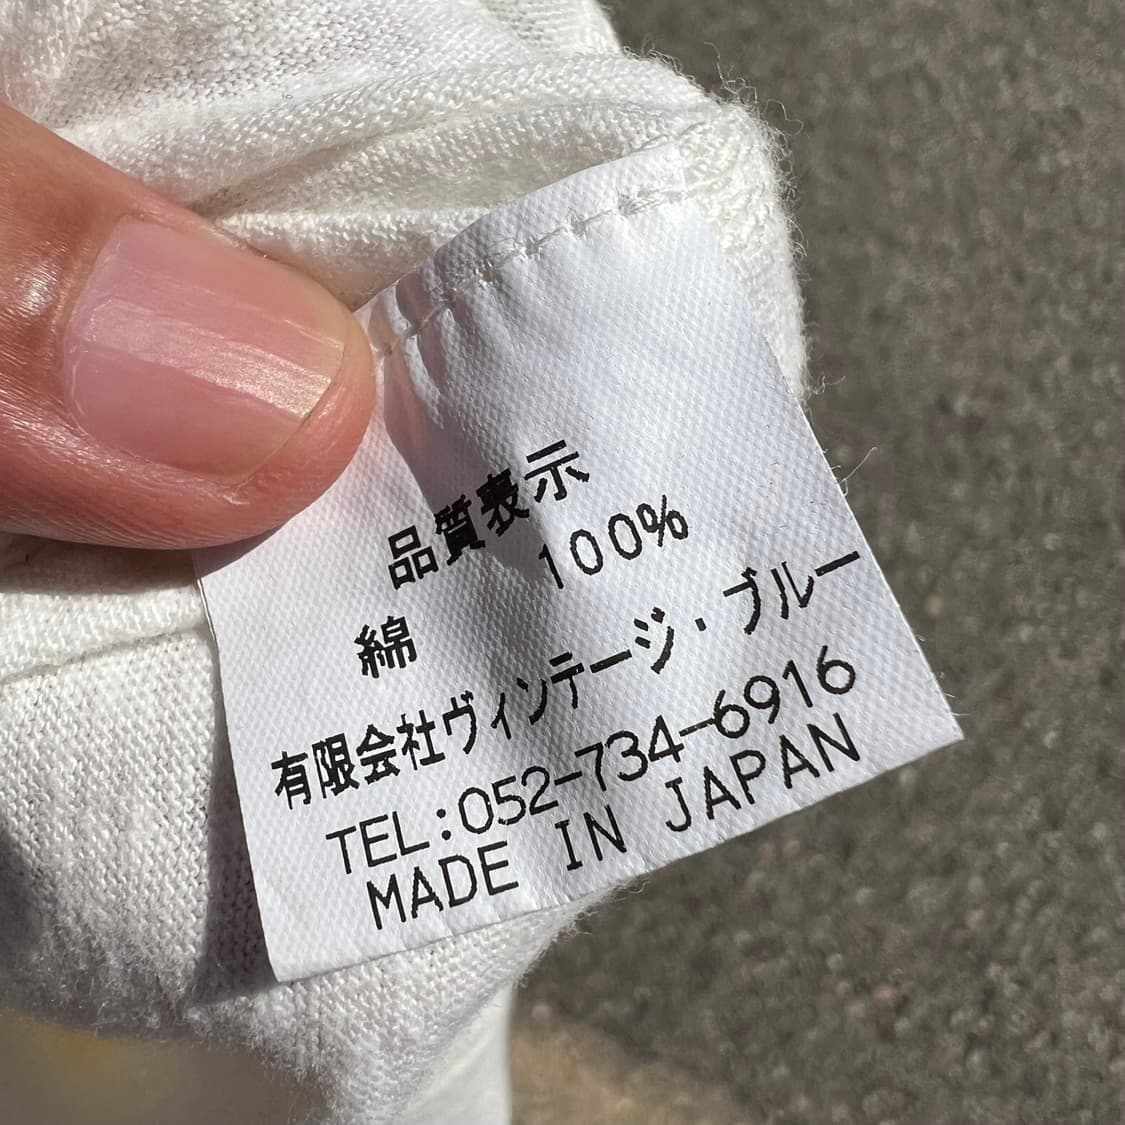 品質表示
綿 100%
有限会社ヴィンテージ・ブルー
TEL:052-734-6916
MADE IN JAPAN